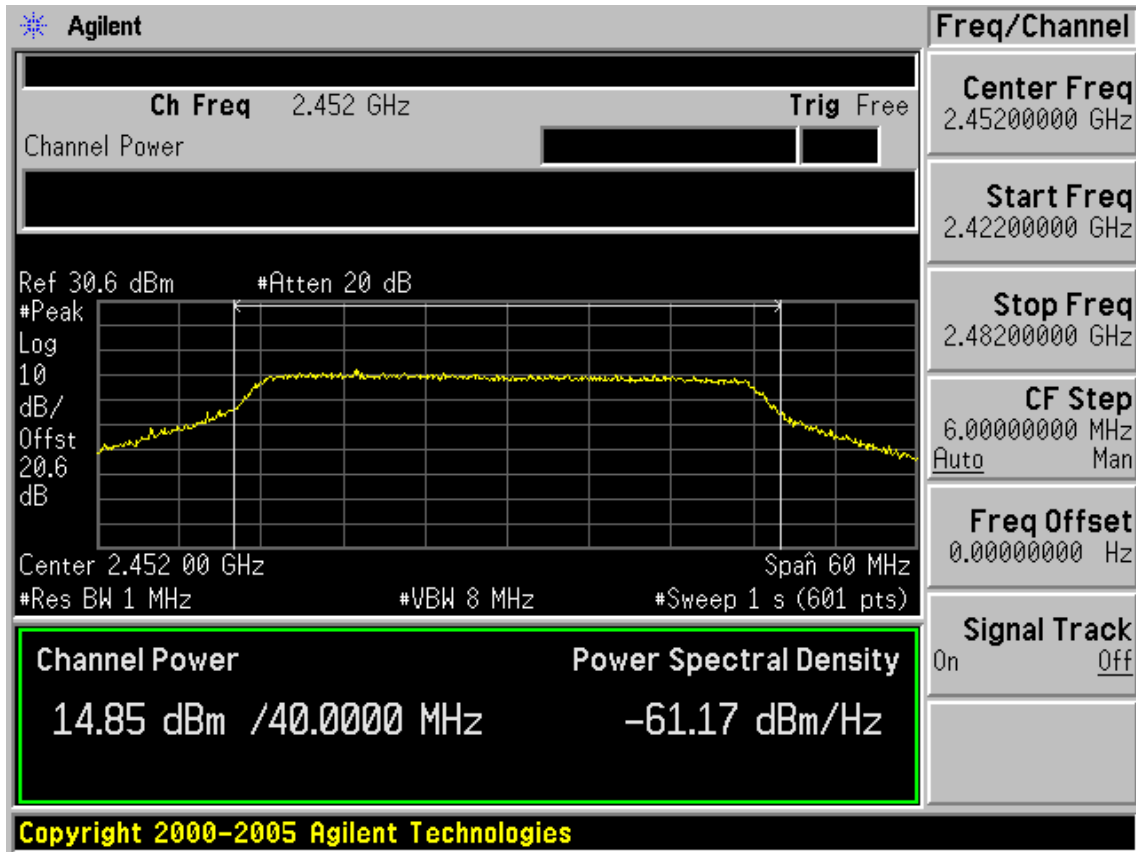 Agilent
Freq/Channel
Ch Freq 2.452 GHz Trig Free
Channel Power
Center Freq
2.45200000 GHz
Start Freq
2.42200000 GHz
Stop Freq
2.48200000 GHz
CF Step
6.00000000 MHz
Auto Man
Freq Offset
0.00000000 Hz
Signal Track
On Off
Ref 30.6 dBm #Atten 20 dB
#Peak
Log
10
dB/
Offst
20.6
dB
Center 2.452 00 GHz Span 60 MHz
#Res BW 1 MHz #VBW 8 MHz #Sweep 1 s (601 pts)
Channel Power Power Spectral Density
14.85 dBm /40.0000 MHz -61.17 dBm/Hz
Copyright 2000-2005 Agilent Technologies